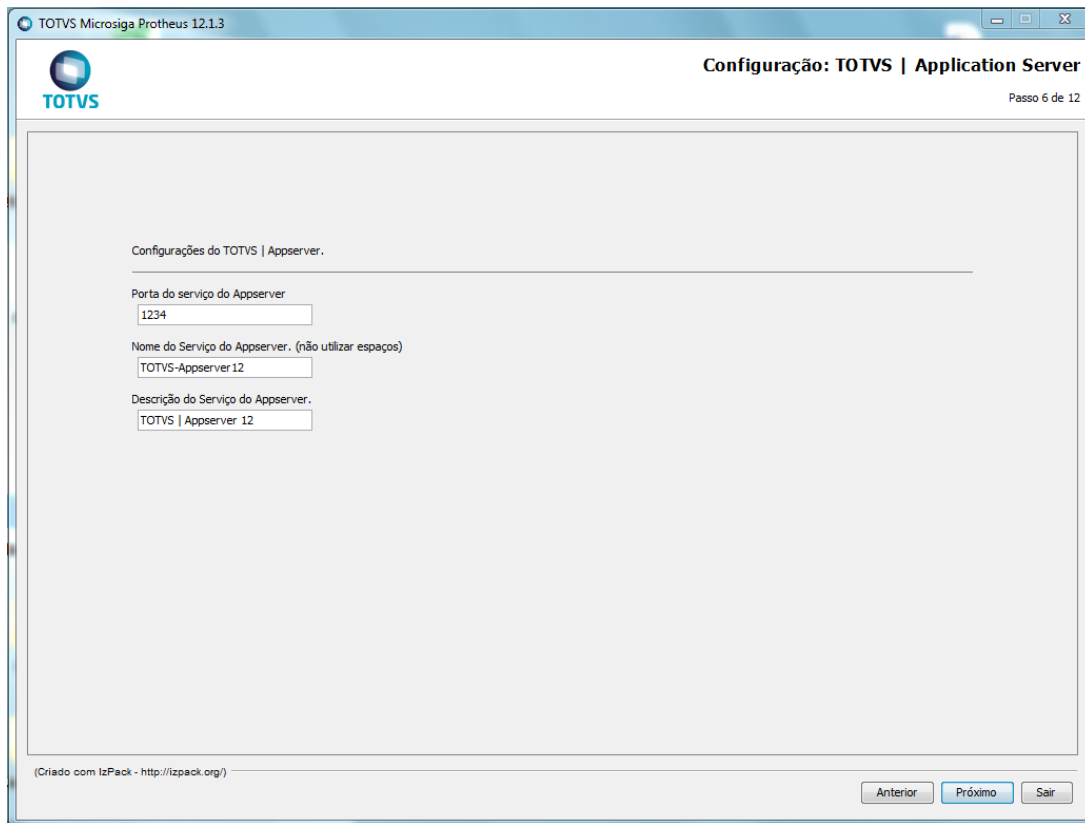 TOTVS Microsiga Protheus 12.1.3
TOTVS
Configuração: TOTVS | Application Server
Passo 6 de 12
Configurações do TOTVS | Appserver.
Porta do serviço do Appserver
1234
Nome do Serviço do Appserver. (não utilizar espaços)
TOTVS-Appserver12
Descrição do Serviço do Appserver.
TOTVS | Appserver 12
(Criado com IzPack - http://izpack.org/)
Anterior Próximo Sair